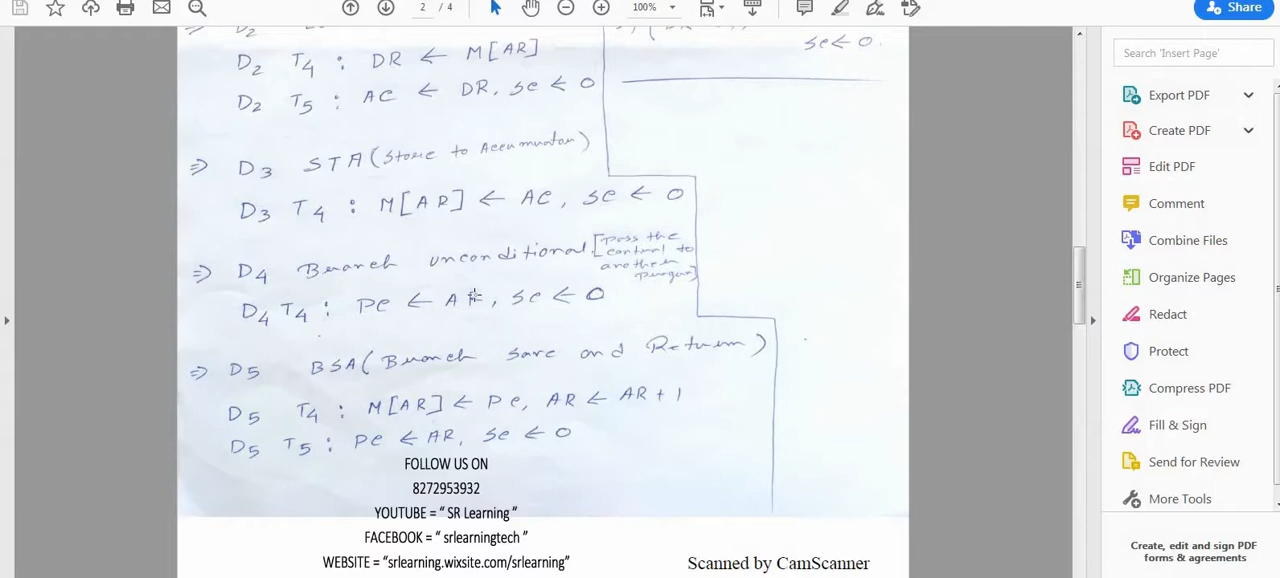 2 / 4
100%
Share
D2 T4 : DR ← M[AR]
SC ← 0.
D2 T5 : AC ← DR, SC ← 0
⇒ D3 STA (Store to Accumulator)
D3 T4 : M[AR] ← AC, SC ← 0
⇒ D4 Branch unconditional [Pass the control to another program]
D4 T4 : PC ← AR, SC ← 0
⇒ D5 BSA (Branch Save and Return)
D5 T4 : M[AR] ← PC, AR ← AR + 1
D5 T5 : PC ← AR, SC ← 0
FOLLOW US ON
8272953932
YOUTUBE = “ SR Learning ”
FACEBOOK = “ srlearningtech ”
WEBSITE = “srlearning.wixsite.com/srlearning”
Scanned by CamScanner
Search 'Insert Page'
Export PDF
Create PDF
Edit PDF
Comment
Combine Files
Organize Pages
Redact
Protect
Compress PDF
Fill & Sign
Send for Review
More Tools
Create, edit and sign PDF
forms & agreements